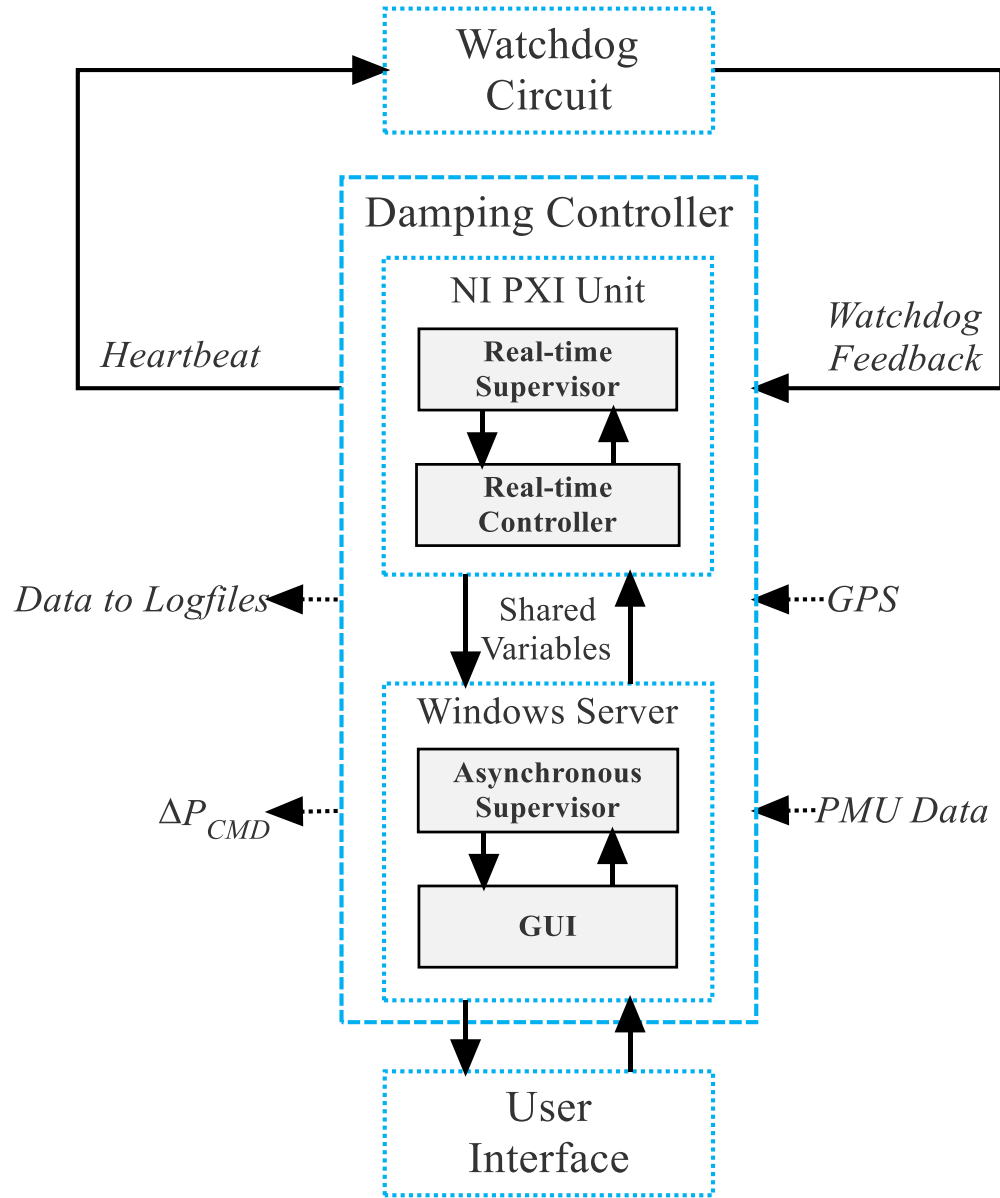 Watchdog
Circuit
Damping Controller
NI PXI Unit
Real-time
Supervisor
Heartbeat
Watchdog
Feedback
Real-time
Controller
Data to Logfiles
Shared
Variables
GPS
Windows Server
Asynchronous
Supervisor
ΔP_CMD
PMU Data
GUI
User
Interface